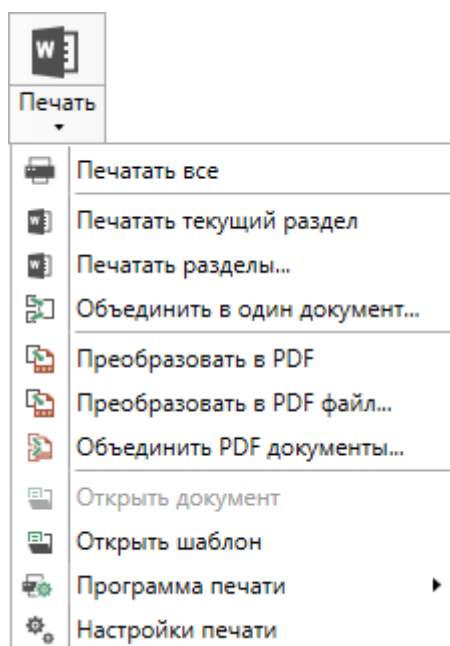 W
Печать
Печатать все
Печатать текущий раздел
Печатать разделы...
Объединить в один документ...
Преобразовать в PDF
Преобразовать в PDF файл...
Объединить PDF документы...
Открыть документ
Открыть шаблон
Программа печати
Настройки печати